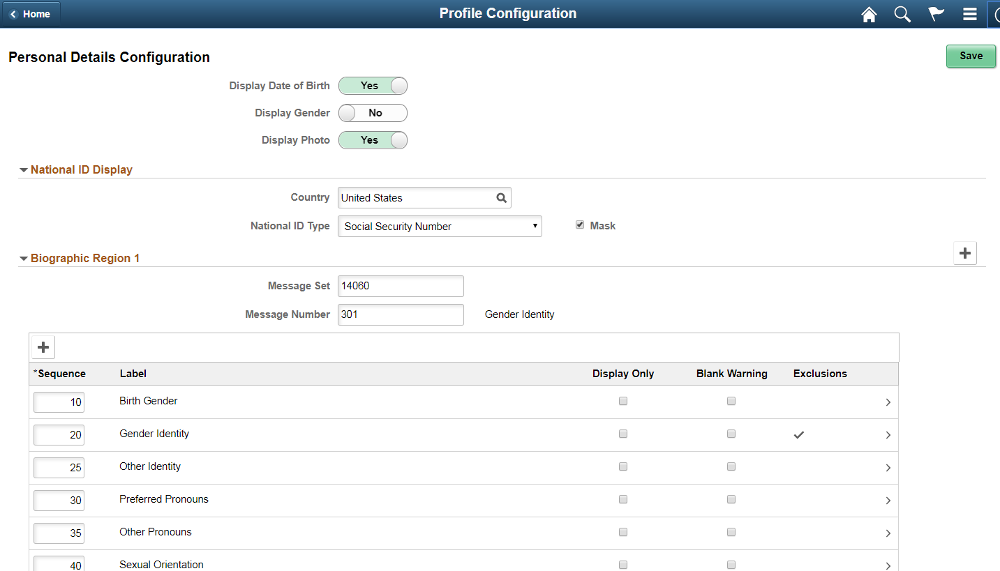 Home
Profile Configuration
Personal Details Configuration
Save
Display Date of Birth Yes
Display Gender No
Display Photo Yes
National ID Display
Country United States
National ID Type Social Security Number Mask
Biographic Region 1
Message Set 14060
Message Number 301 Gender Identity
*Sequence Label Display Only Blank Warning Exclusions
10 Birth Gender
20 Gender Identity
25 Other Identity
30 Preferred Pronouns
35 Other Pronouns
40 Sexual Orientation